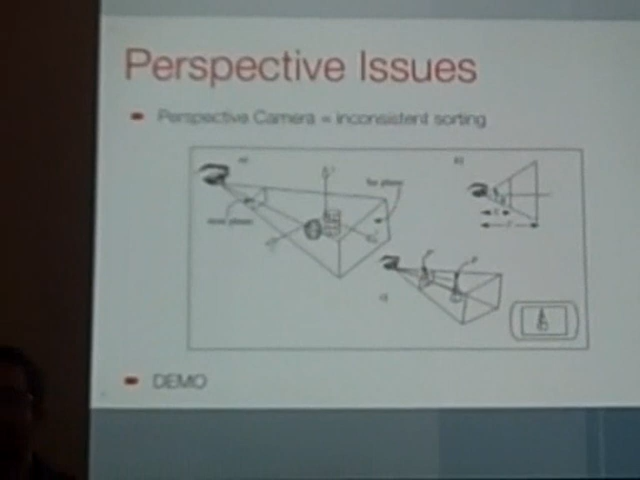 Perspective Issues
Perspective Camera = inconsistent sorting
a)
b)
far plane
near plane
c)
DEMO